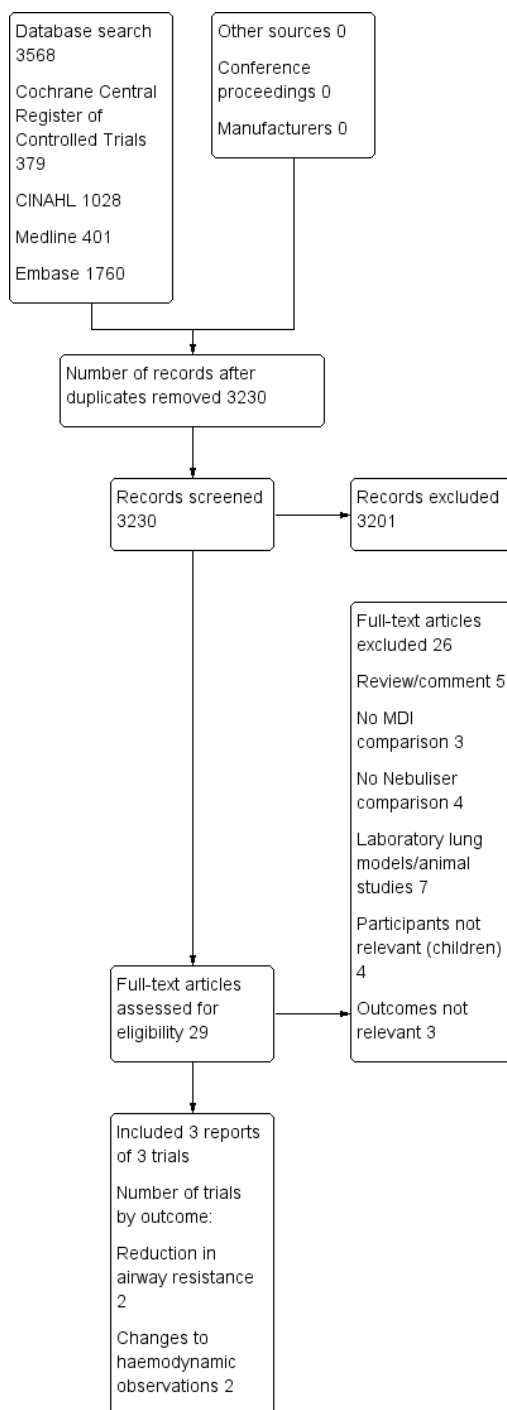 Database search
3568
Cochrane Central
Register of
Controlled Trials
379
CINAHL 1028
Medline 401
Embase 1760
Other sources 0
Conference
proceedings 0
Manufacturers 0
Number of records after
duplicates removed 3230
Records screened
3230
Records excluded
3201
Full-text articles
excluded 26
Review/comment 5
No MDI
comparison 3
No Nebuliser
comparison 4
Laboratory lung
models/animal
studies 7
Participants not
relevant (children)
4
Outcomes not
relevant 3
Full-text articles
assessed for
eligibility 29
Included 3 reports
of 3 trials
Number of trials
by outcome:
Reduction in
airway resistance
2
Changes to
haemodynamic
observations 2